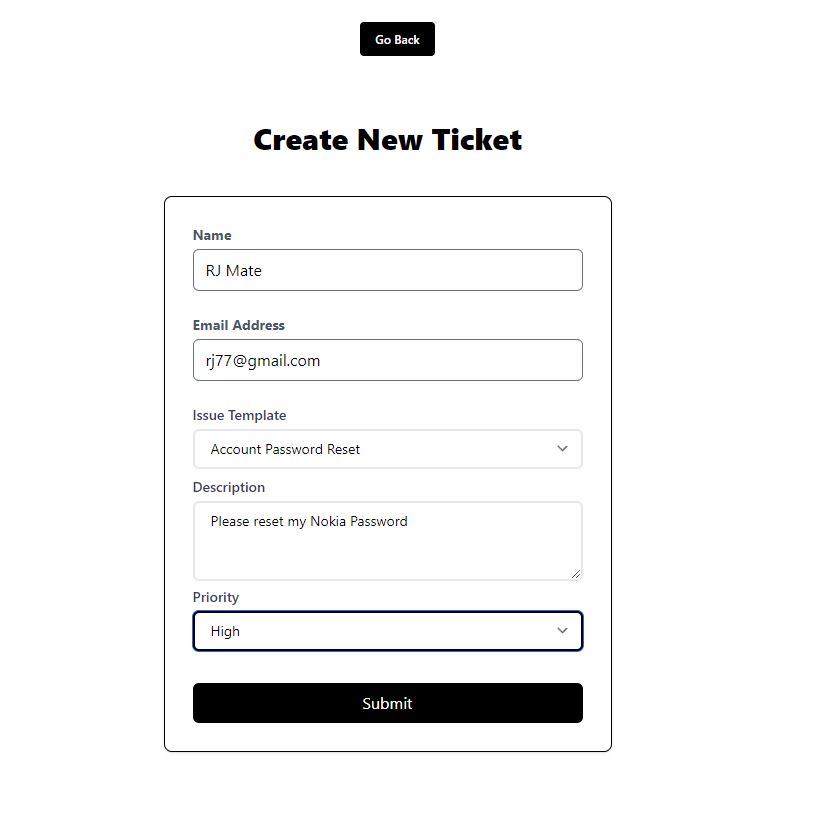 Go Back
Create New Ticket
Name
RJ Mate
Email Address
rj77@gmail.com
Issue Template
Account Password Reset
Description
Please reset my Nokia Password
Priority
High
Submit